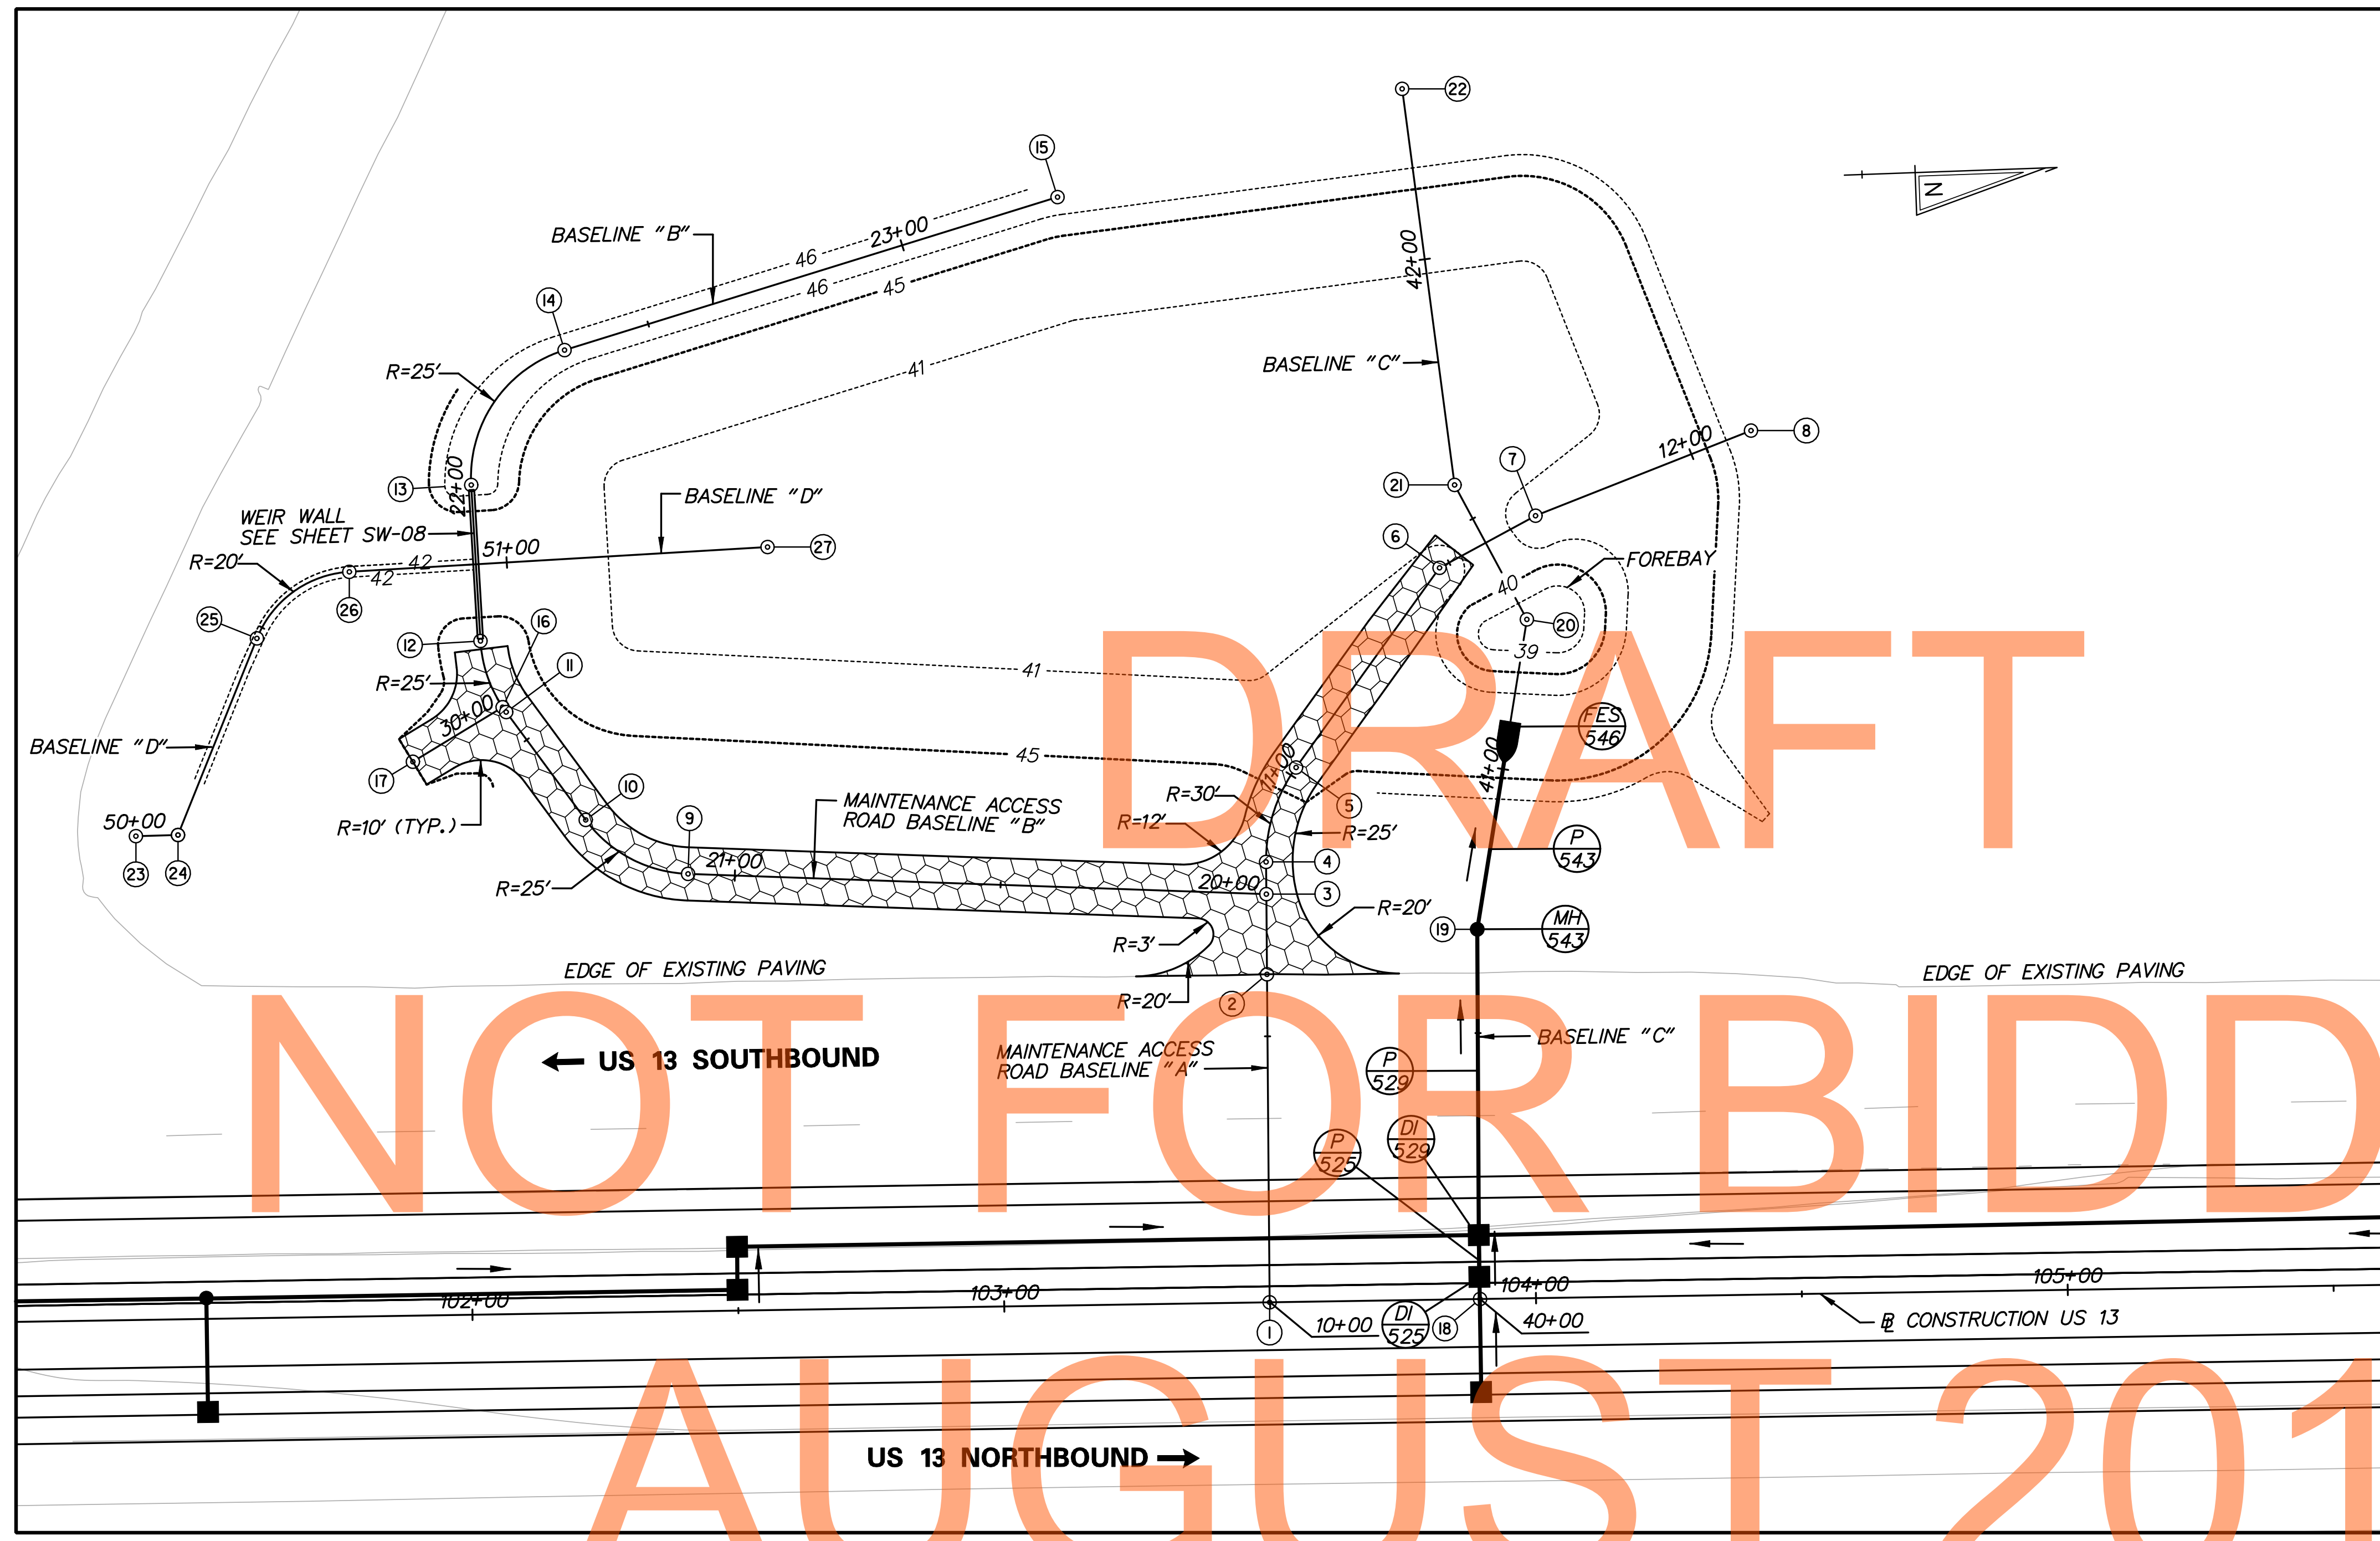 22
15
N
BASELINE "B"
23+00
46
46
45
42+00
14
R=25'
41
BASELINE "C"
8
12+00
7
22+00
13
21
BASELINE "D"
WEIR WALL
SEE SHEET SW-08
6
51+00
27
R=20'
42
42
FOREBAY
40
26
25
16
20
12
39
11
41
R=25'
30+00
FES
546
BASELINE "D"
45
41+00
17
11+00
10
R=30'
5
MAINTENANCE ACCESS
ROAD BASELINE "B"
50+00
R=10' (TYP.)
9
R=12'
R=25'
P
543
23
24
21+00
4
R=25'
20+00
3
R=20'
MH
543
19
R=3'
EDGE OF EXISTING PAVING
EDGE OF EXISTING PAVING
R=20'
2
US 13 SOUTHBOUND
MAINTENANCE ACCESS
ROAD BASELINE "A"
BASELINE "C"
P
529
DI
529
P
525
102+00
103+00
104+00
105+00
1
10+00
DI
525
18
40+00
BL CONSTRUCTION US 13
US 13 NORTHBOUND
DRAFT
NOT FOR BIDD
AUGUST 201